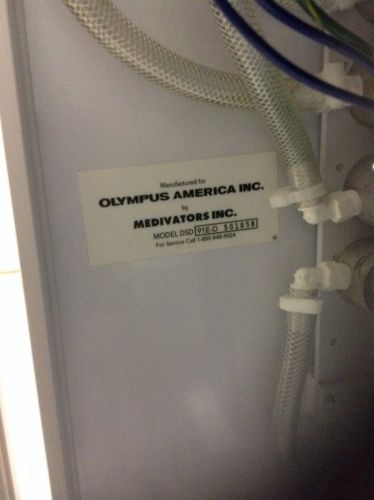 Manufactured for
OLYMPUS AMERICA INC.
by
MEDIVATORS INC.
MODEL DSD 91E-D 501058
For Service Call 1-800-848-9024